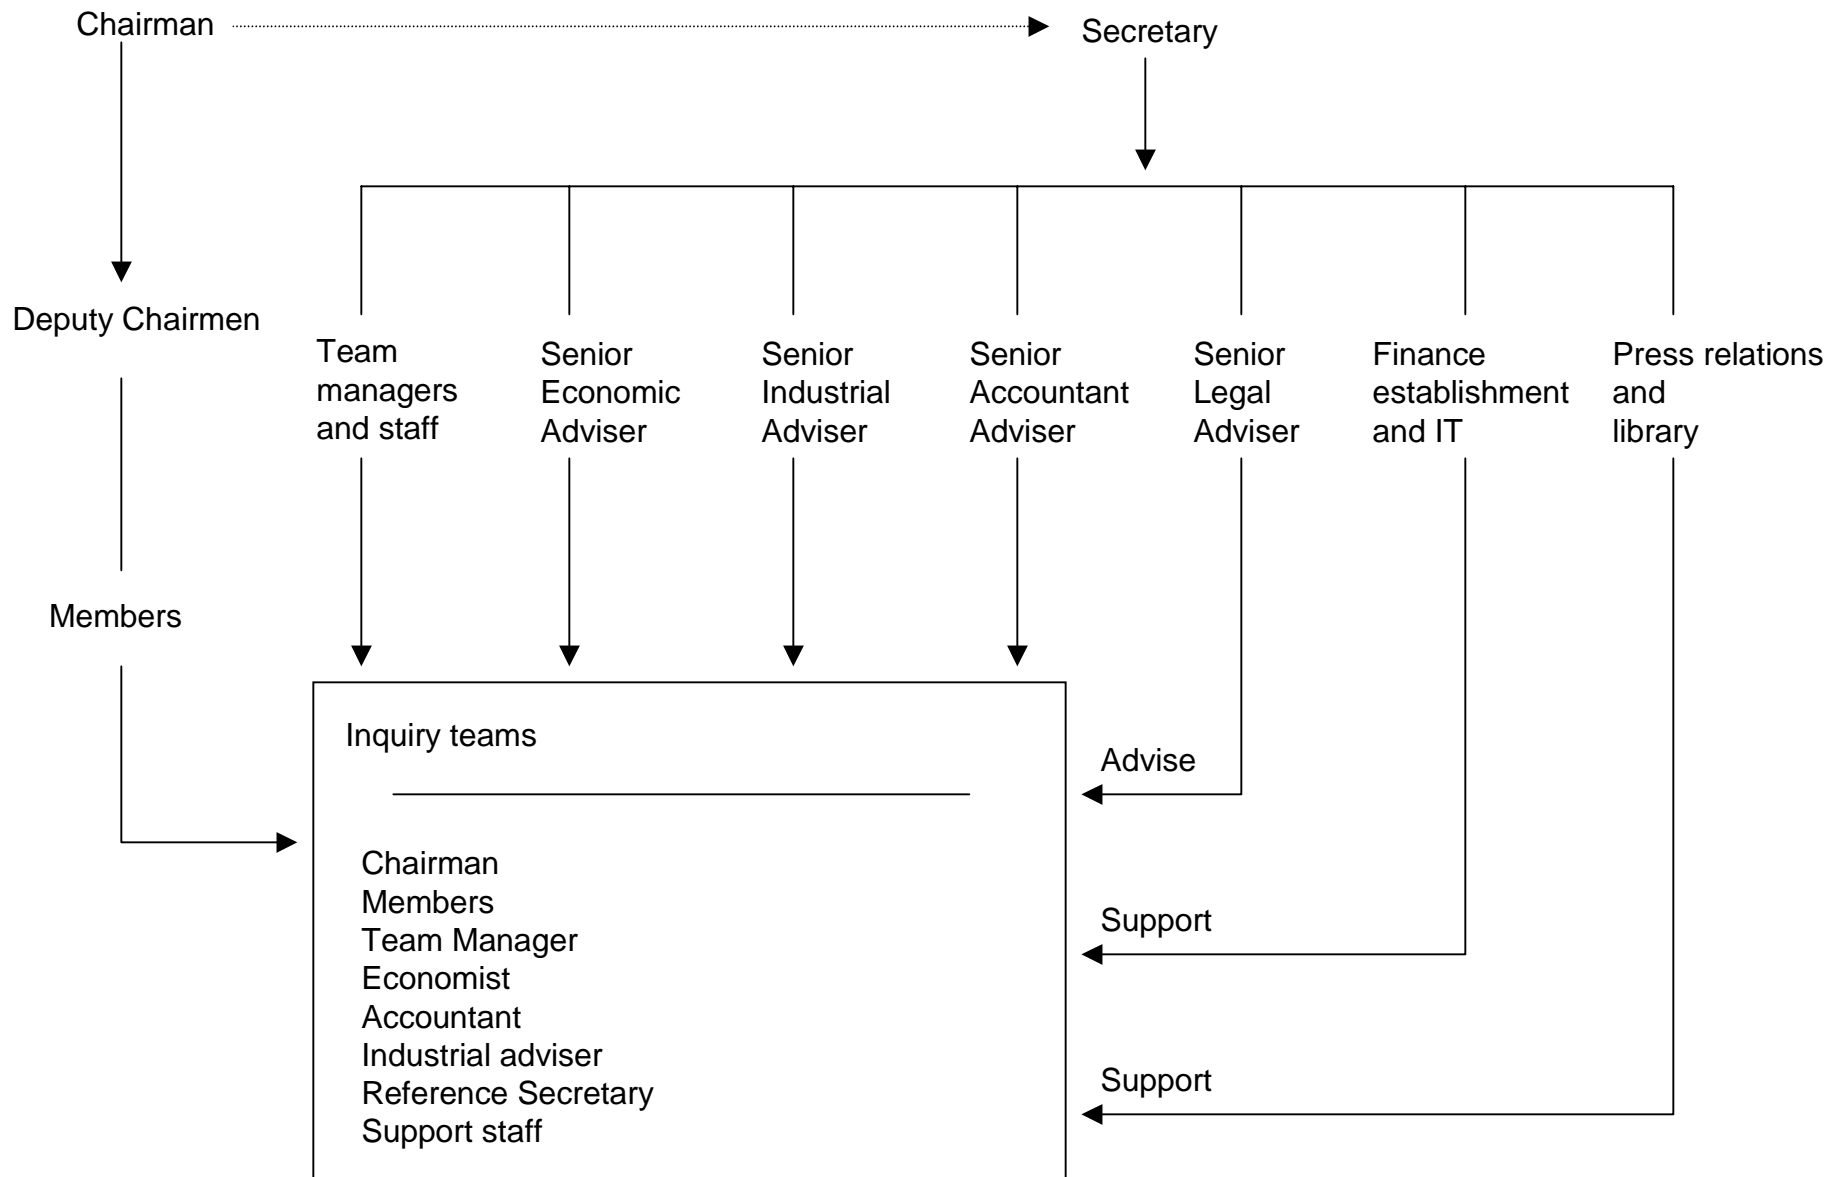 Chairman
Secretary
Deputy Chairmen
Team
managers
and staff
Senior
Economic
Adviser
Senior
Industrial
Adviser
Senior
Accountant
Adviser
Senior
Legal
Adviser
Finance
establishment
and IT
Press relations
and
library
Members
Inquiry teams
Advise
Chairman
Members
Team Manager
Economist
Accountant
Industrial adviser
Reference Secretary
Support staff
Support
Support